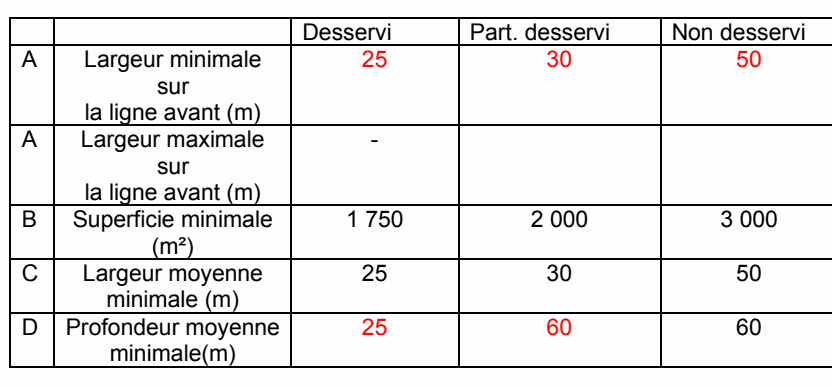 Desservi Part. desservi Non desservi
A Largeur minimale 25 30 50
sur
la ligne avant (m)
A Largeur maximale -
sur
la ligne avant (m)
B Superficie minimale 1 750 2 000 3 000
(m²)
C Largeur moyenne 25 30 50
minimale (m)
D Profondeur moyenne 25 60 60
minimale(m)